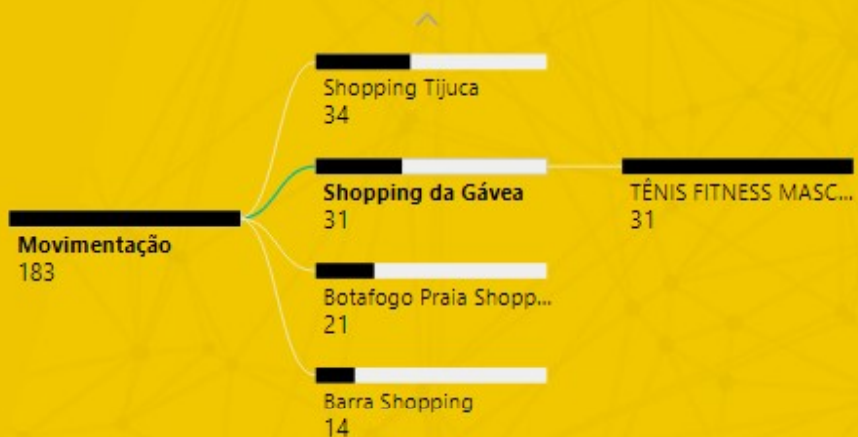 Shopping Tijuca
34
Shopping da Gávea
31
TÊNIS FITNESS MASC...
31
Movimentação
183
Botafogo Praia Shopp...
21
Barra Shopping
14